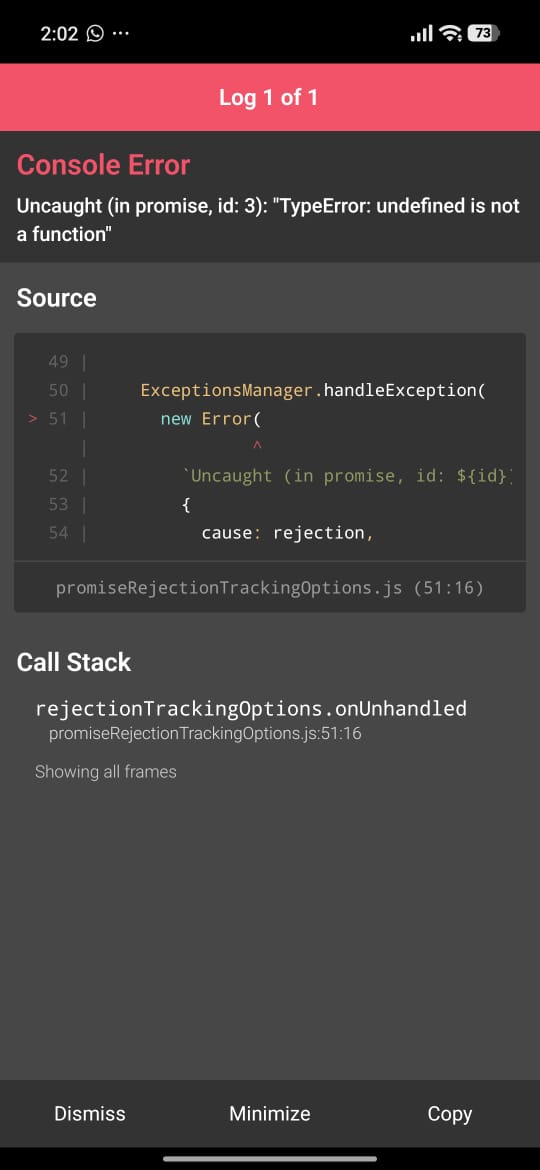 2:02 ...
73
Log 1 of 1
Console Error
Uncaught (in promise, id: 3): "TypeError: undefined is not
a function"
Source
49 |
50 | ExceptionsManager.handleException(
> 51 | new Error(
| ^
52 | `Uncaught (in promise, id: ${id}
53 | {
54 | cause: rejection,
promiseRejectionTrackingOptions.js (51:16)
Call Stack
rejectionTrackingOptions.onUnhandled
promiseRejectionTrackingOptions.js:51:16
Showing all frames
Dismiss Minimize Copy